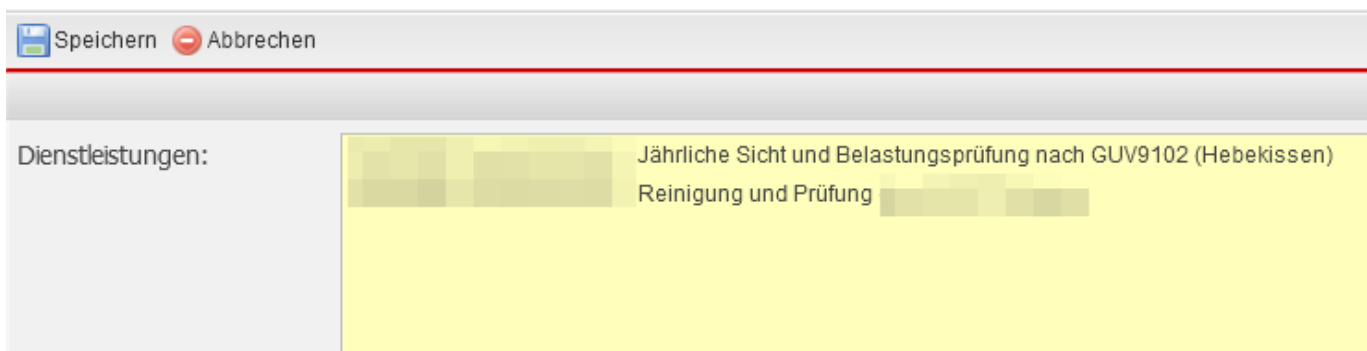 Speichern Abbrechen
Dienstleistungen:
Jährliche Sicht und Belastungsprüfung nach GUV9102 (Hebekissen)
Reinigung und Prüfung